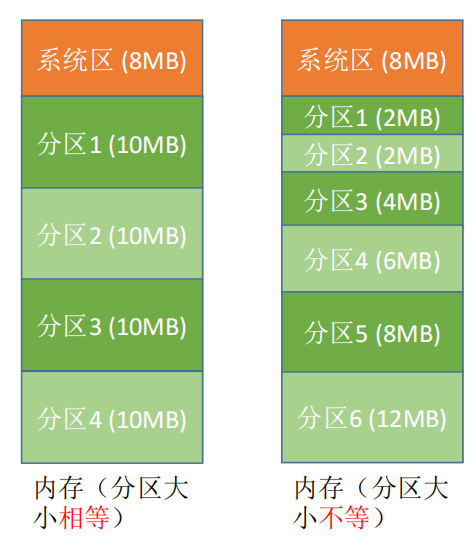 系统区 (8MB)
分区1 (10MB)
分区2 (10MB)
分区3 (10MB)
分区4 (10MB)
内存（分区大
小相等）
系统区 (8MB)
分区1 (2MB)
分区2 (2MB)
分区3 (4MB)
分区4 (6MB)
分区5 (8MB)
分区6 (12MB)
内存（分区大
小不等）